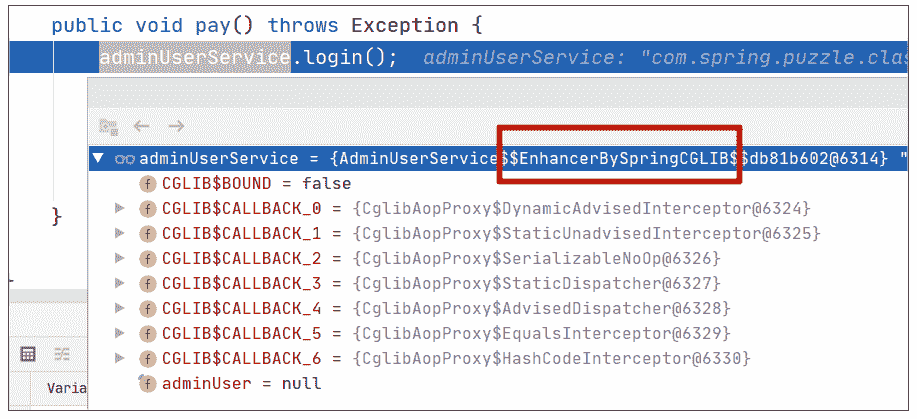 public void pay() throws Exception {
adminUserService.login();   adminUserService: "com.spring.puzzle.clas
adminUserService = {AdminUserService$$EnhancerBySpringCGLIB$$db81b602@6314} "
CGLIB$BOUND = false
CGLIB$CALLBACK_0 = {CglibAopProxy$DynamicAdvisedInterceptor@6324}
CGLIB$CALLBACK_1 = {CglibAopProxy$StaticUnadvisedInterceptor@6325}
CGLIB$CALLBACK_2 = {CglibAopProxy$SerializableNoOp@6326}
CGLIB$CALLBACK_3 = {CglibAopProxy$StaticDispatcher@6327}
CGLIB$CALLBACK_4 = {CglibAopProxy$AdvisedDispatcher@6328}
CGLIB$CALLBACK_5 = {CglibAopProxy$EqualsInterceptor@6329}
CGLIB$CALLBACK_6 = {CglibAopProxy$HashCodeInterceptor@6330}
adminUser = null
}
Varia